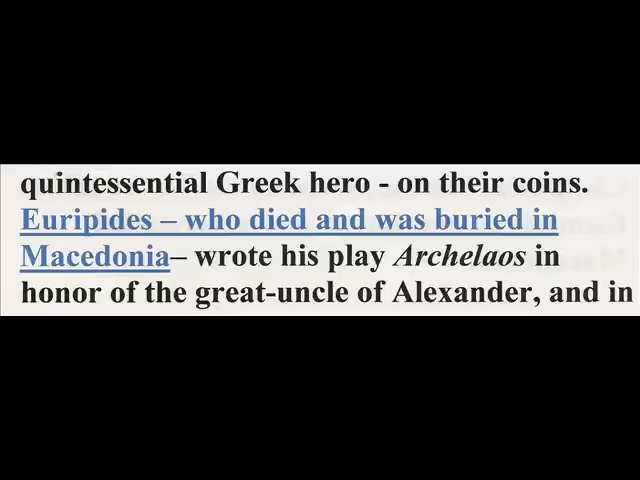 quintessential Greek hero - on their coins.
Euripides – who died and was buried in
Macedonia– wrote his play Archelaos in
honor of the great-uncle of Alexander, and in